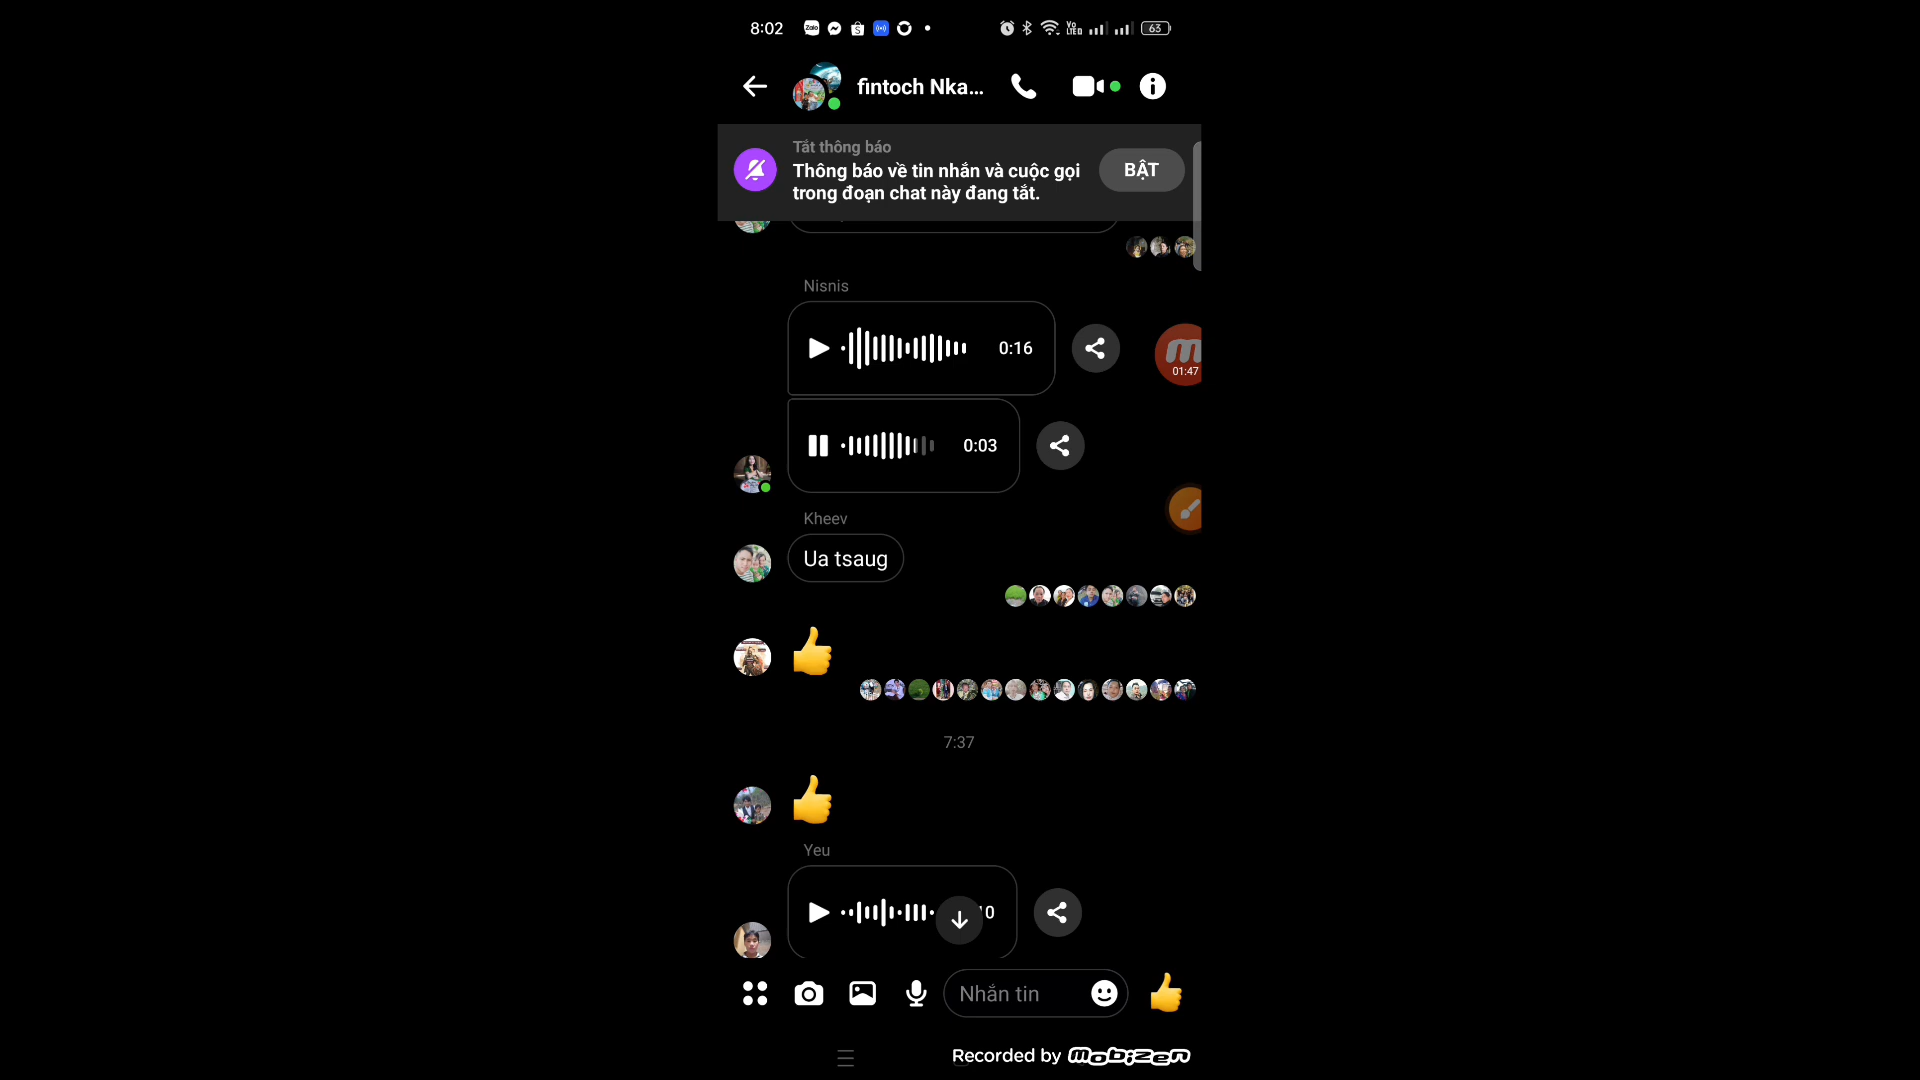 8:02
63
fintoch Nka...
Tắt thông báo
Thông báo về tin nhắn và cuộc gọi
trong đoạn chat này đang tắt.
BẬT
Nisnis
0:16
01:47
0:03
Kheev
Ua tsaug
7:37
Yeu
10
Nhắn tin
Recorded by mobizen